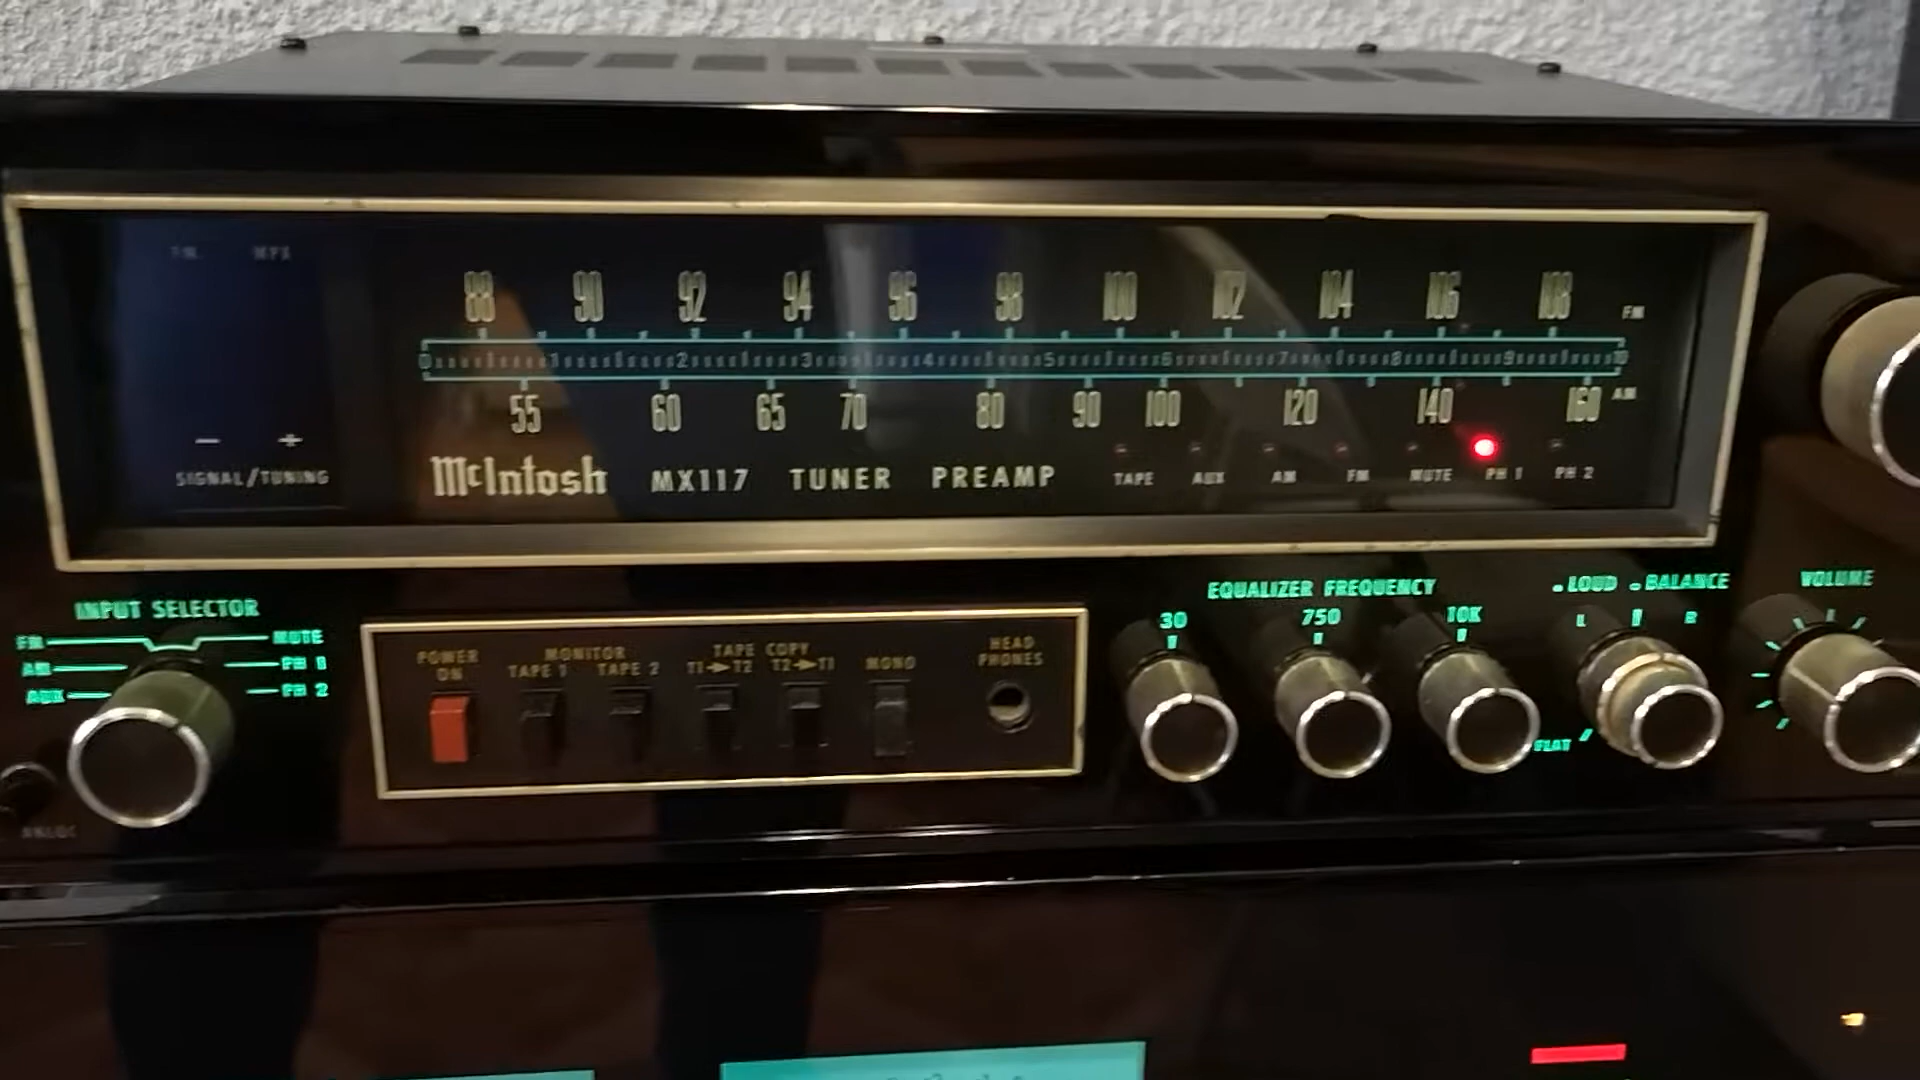 FM MPX
88 90 92 94 96 98 100 102 104 106 108 FM
0 1 2 3 4 5 6 7 8 9 10
55 60 65 70 80 90 100 120 140 160 AM
- +
SIGNAL/TUNING
McIntosh MX117 TUNER PREAMP
TAPE AUX AM FM MUTE PH 1 PH 2
INPUT SELECTOR
FM MUTE
AM PH 1
AUX PH 2
POWER ON
MONITOR
TAPE 1 TAPE 2
TAPE COPY
T1→T2 T2→T1
MONO
HEAD
PHONES
EQUALIZER FREQUENCY
30 750 10K
LOUD BALANCE
L R
FLAT
VOLUME